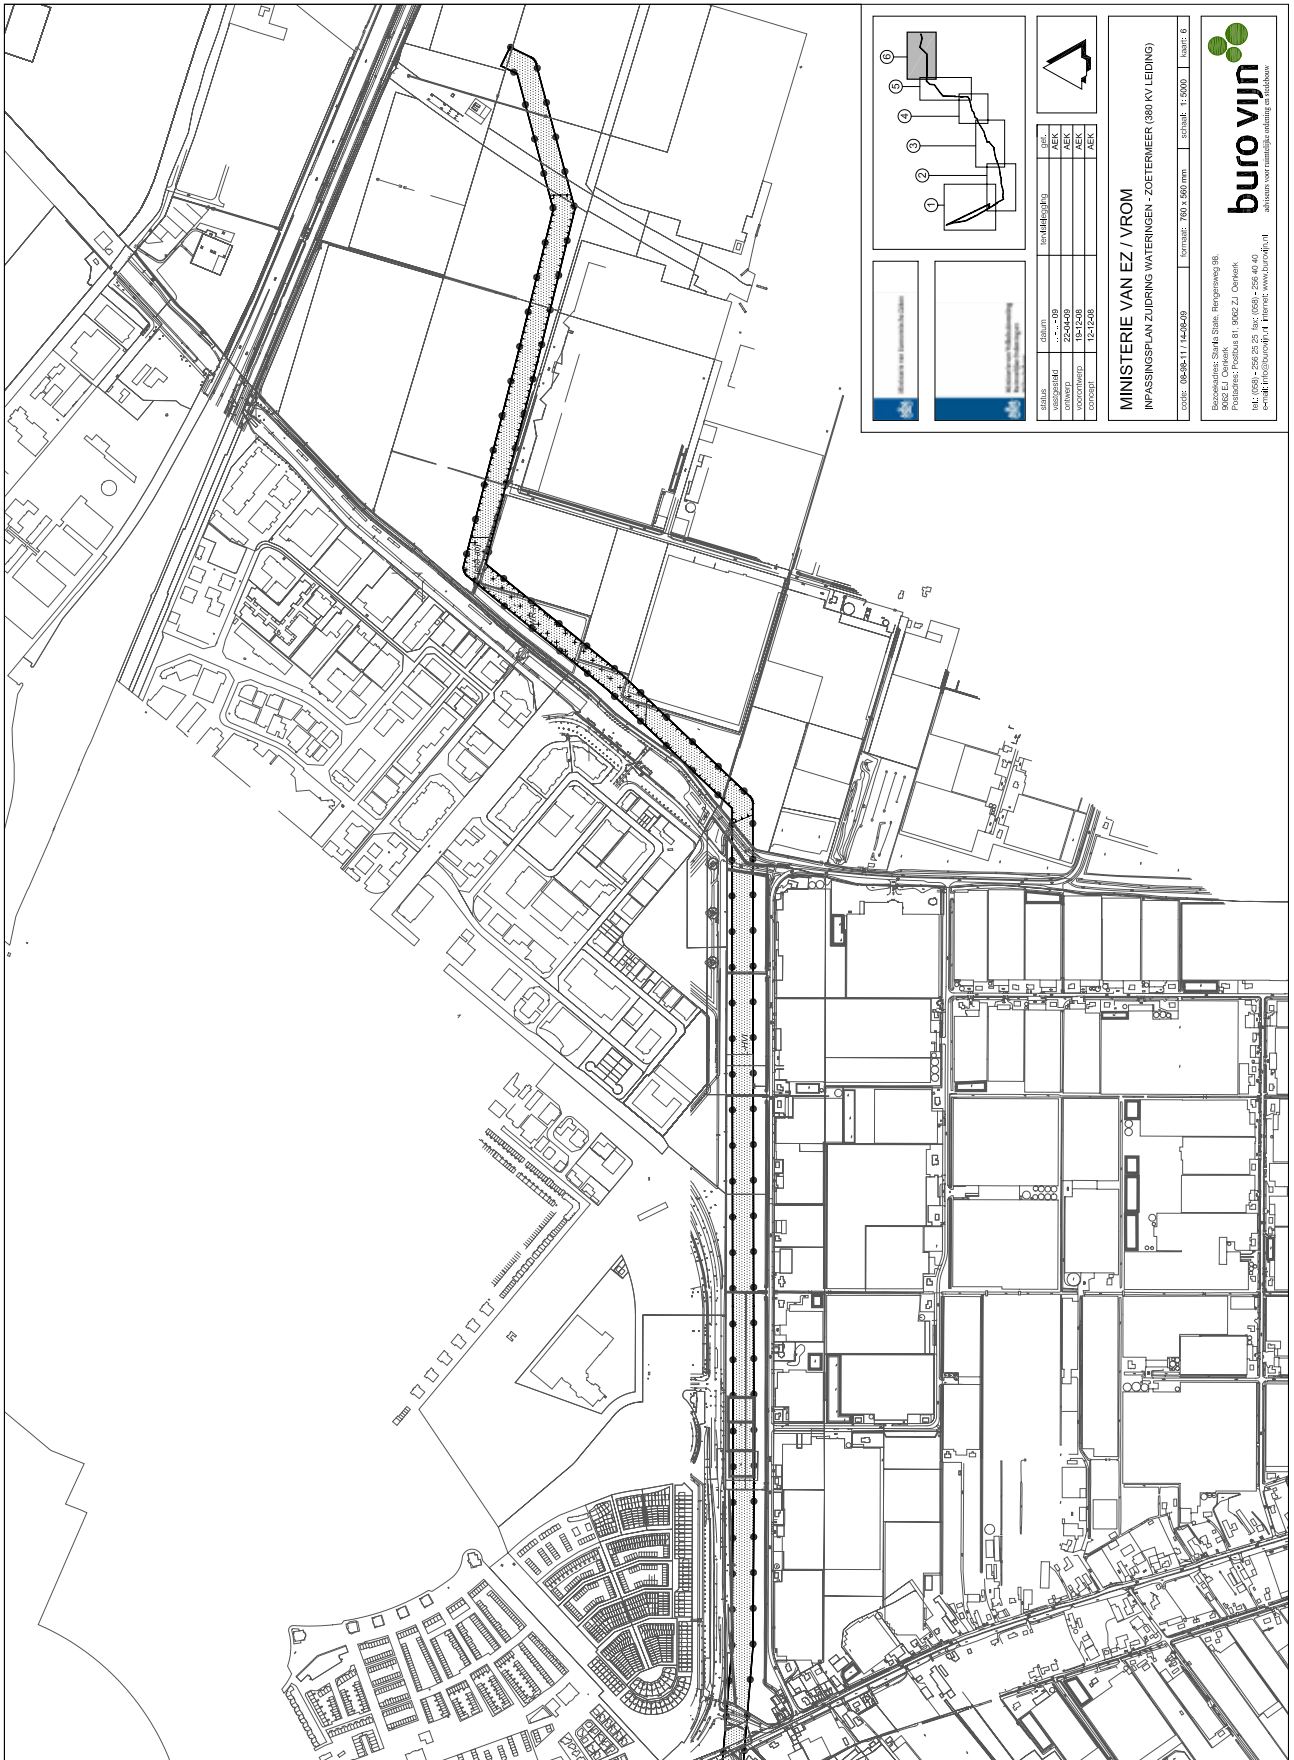 1
2
3
4
5
6
status datum tervisielegging get.
vastgesteld .. - .. - 09 AEK
ontwerp 22-04-09 AEK
voorontwerp 19-12-08 AEK
concept 12-12-08 AEK
MINISTERIE VAN EZ / VROM
INPASSINGSPLAN ZUIDRING WATERINGEN - ZOETERMEER (380 KV LEIDING)
code: 08-98-11 / 14-08-09 formaat: 760 x 560 mm schaal: 1: 5000 kaart: 6
buro vijn
adviseurs voor ruimtelijke ordening en stedebouw
Bezoekadres: Stania State, Rengersweg 98,
9062 EJ Oenkerk
Postadres: Postbus 81, 9062 ZJ Oenkerk
tel.: (058) - 256 25 25 fax: (058) - 256 40 40
e-mail: info@burovijn.nl internet: www.burovijn.nl